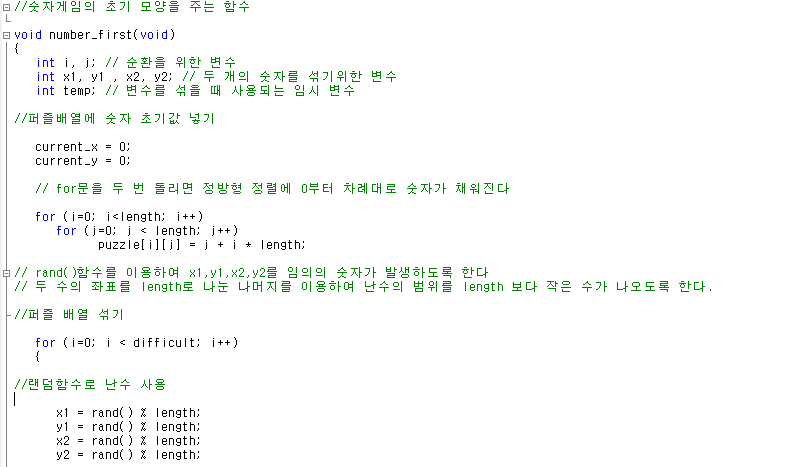 //숫자게임의 초기 모양을 주는 함수
void number_first(void)
{
int i, j; // 순환을 위한 변수
int x1, y1 , x2, y2; // 두 개의 숫자를 섞기위한 변수
int temp; // 변수를 섞을 때 사용되는 임시 변수
//퍼즐배열에 숫자 초기값 넣기
current_x = 0;
current_y = 0;
// for문을 두 번 돌리면 정방형 정렬에 0부터 차례대로 숫자가 채워진다
for (i=0; i<length; i++)
for (j=0; j < length; j++)
puzzle[i][j] = j + i * length;
// rand()함수를 이용하여 x1,y1,x2,y2를 임의의 숫자가 발생하도록 한다
// 두 수의 좌표를 length로 나눈 나머지를 이용하여 난수의 범위를 length 보다 작은 수가 나오도록 한다.
//퍼즐 배열 섞기
for (i=0; i < difficult; i++)
{
//랜덤함수로 난수 사용
x1 = rand() % length;
y1 = rand() % length;
x2 = rand() % length;
y2 = rand() % length;